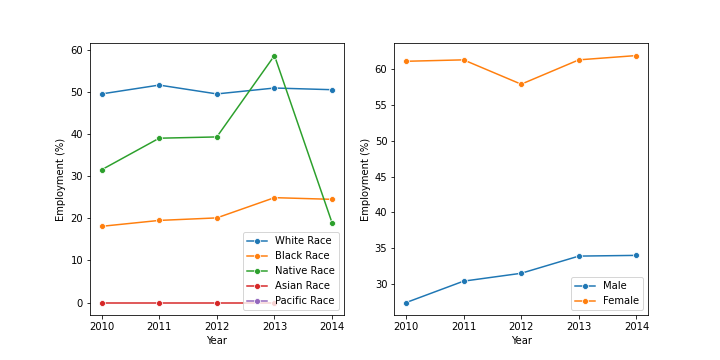 60
50
40
30
20
10
0
Employment (%)
2010 2011 2012 2013 2014
Year
White Race
Black Race
Native Race
Asian Race
Pacific Race
60
55
50
45
40
35
30
Employment (%)
2010 2011 2012 2013 2014
Year
Male
Female